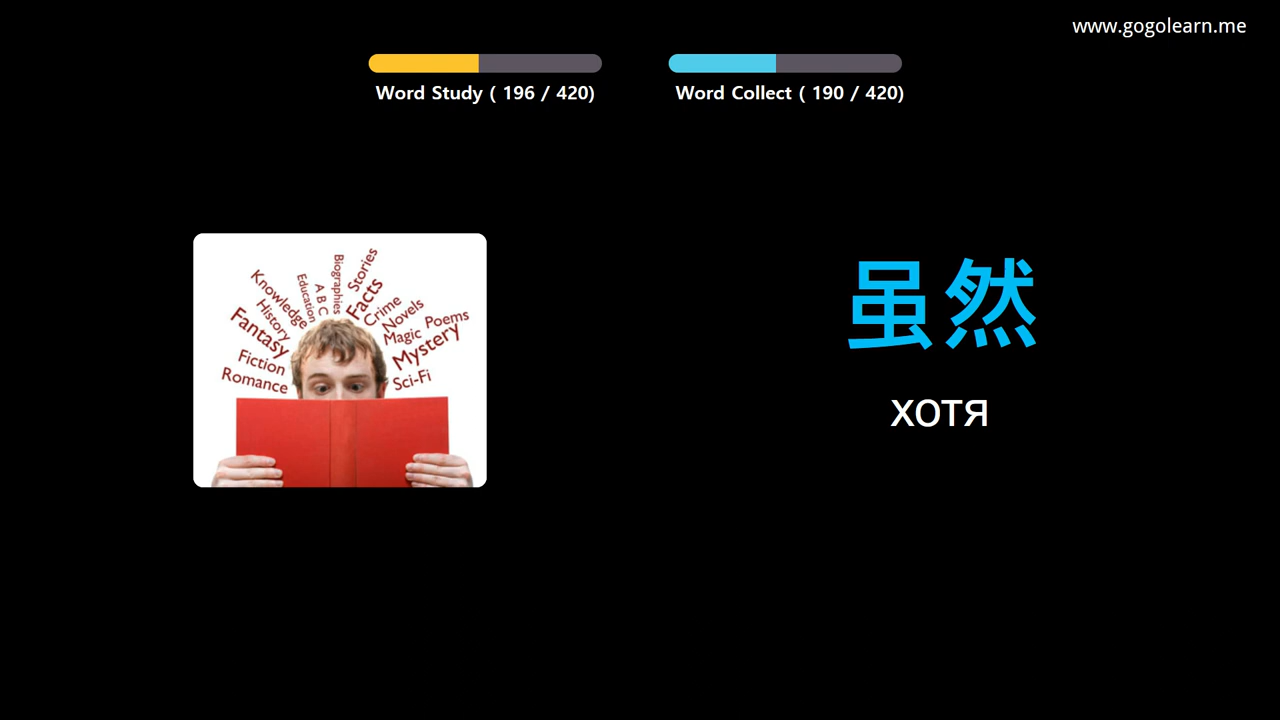 www.gogolearn.me
Word Study ( 196 / 420)
Word Collect ( 190 / 420)
Biographies
Stories
Knowledge
Education
A B C
Facts
History
Crime
Novels
Fantasy
Magic
Poems
Fiction
Mystery
Romance
Sci-Fi
虽然
хотя